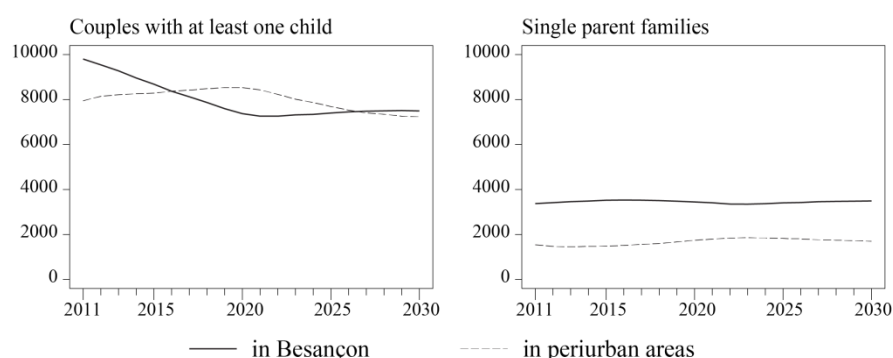 Couples with at least one child
10000
8000
6000
4000
2000
0
2011 2015 2020 2025 2030
Single parent families
10000
8000
6000
4000
2000
0
2011 2015 2020 2025 2030
in Besançon
in periurban areas